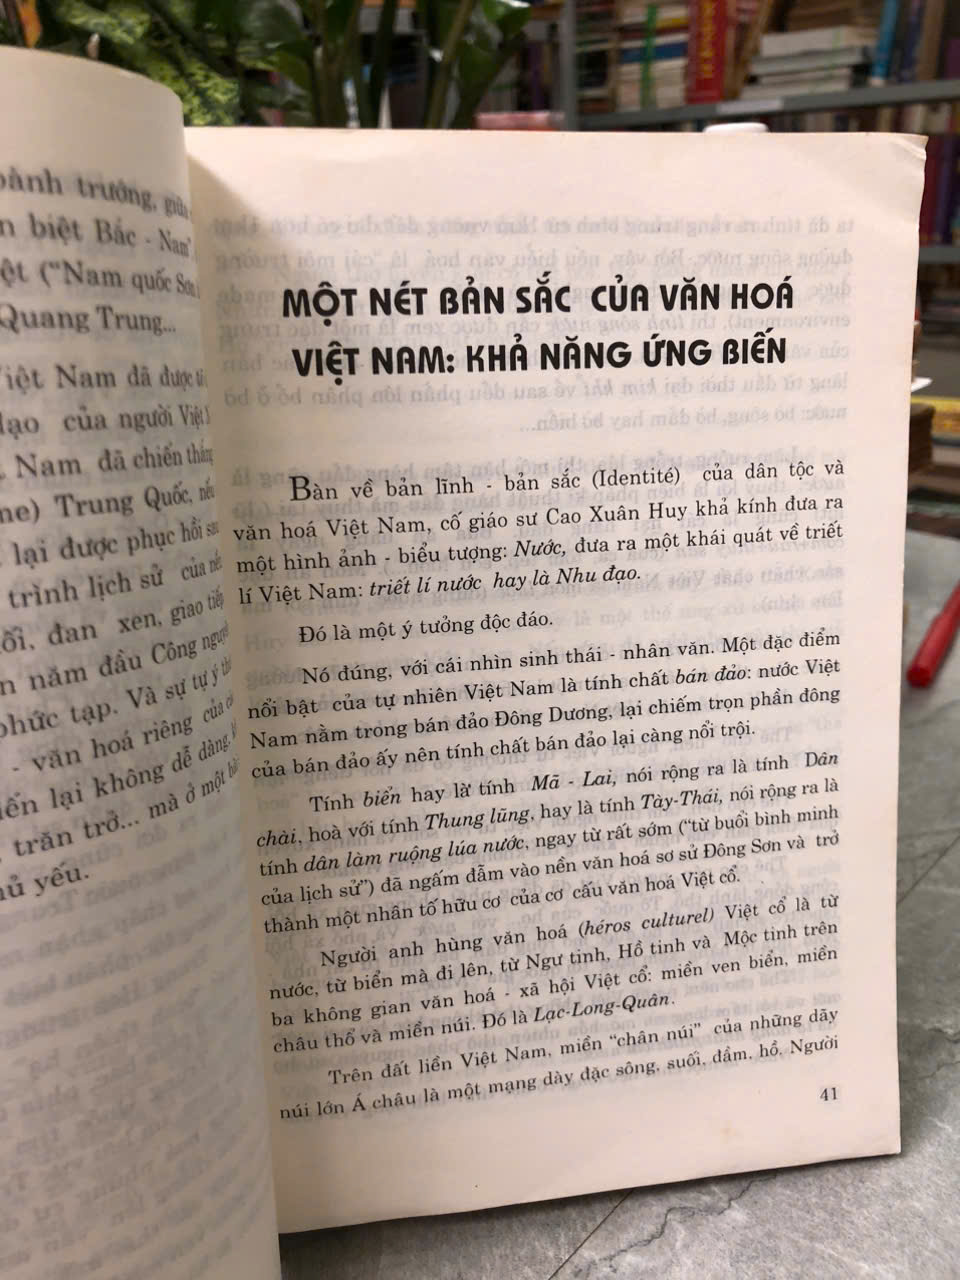 bành trướng, giữa
biệt Bắc - Nam"
("Nam quốc Sơn
Quang Trung...
Việt Nam đã được
đạo của người Việt
Nam đã chiến thắng
Trung Quốc, nếu
lại được phục hồi sau
trình lịch sử của nền
đan xen, giao tiếp
năm đầu Công nguyên
phức tạp. Và sự tự ý
- văn hoá riêng của
lại không dễ dàng,
trăn trở... mà ở một
yếu.
MỘT NÉT BẢN SẮC CỦA VĂN HOÁ
VIỆT NAM: KHẢ NĂNG ỨNG BIẾN
Bàn về bản lĩnh - bản sắc (Identité) của dân tộc và
văn hoá Việt Nam, cố giáo sư Cao Xuân Huy khả kính đưa ra
một hình ảnh - biểu tượng: Nước, đưa ra một khái quát về triết
lí Việt Nam: triết lí nước hay là Nhu đạo.
Đó là một ý tưởng độc đáo.
Nó đúng, với cái nhìn sinh thái - nhân văn. Một đặc điểm
nổi bật của tự nhiên Việt Nam là tính chất bán đảo: nước Việt
Nam nằm trong bán đảo Đông Dương, lại chiếm trọn phần đông
của bán đảo ấy nên tính chất bán đảo lại càng nổi trội.
Tính biển hay là tính Mã - Lai, nói rộng ra là tính Dân
chài, hoà với tính Thung lũng, hay là tính Tày-Thái, nói rộng ra là
tính dân làm ruộng lúa nước, ngay từ rất sớm ("từ buổi bình minh
của lịch sử") đã ngấm đẫm vào nền văn hoá sơ sử Đông Sơn và trở
thành một nhân tố hữu cơ của cơ cấu văn hoá Việt cổ.
Người anh hùng văn hoá (héros culturel) Việt cổ là từ
nước, từ biển mà đi lên, từ Ngư tinh, Hồ tinh và Mộc tinh trên
ba không gian văn hoá - xã hội Việt cổ: miền ven biển, miền
châu thổ và miền núi. Đó là Lạc-Long-Quân.
Trên đất liền Việt Nam, miền "chân núi" của những dãy
núi lớn Á châu là một mạng dày đặc sông, suối, đầm, hồ. Người
41